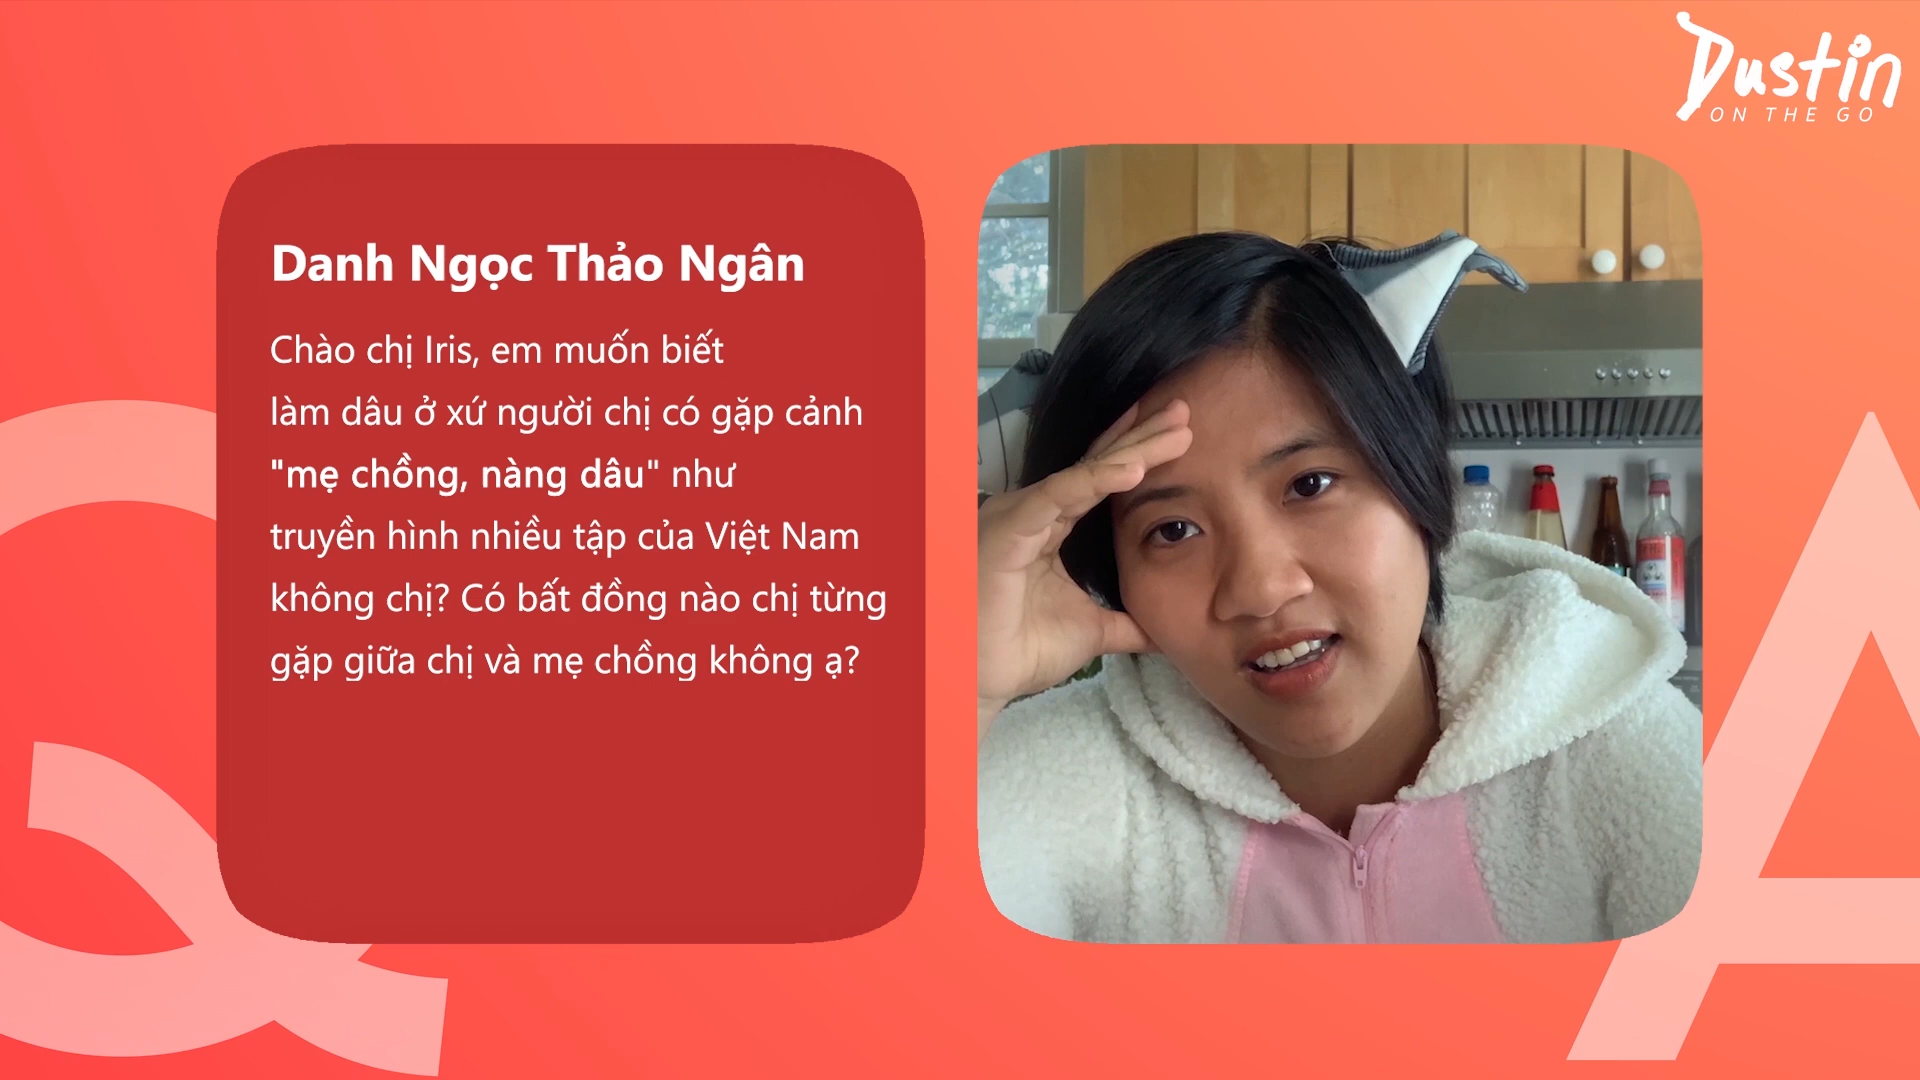 Dustin
ON THE GO
Danh Ngọc Thảo Ngân
Chào chị Iris, em muốn biết
làm dâu ở xứ người chị có gặp cảnh
"mẹ chồng, nàng dâu" như
truyền hình nhiều tập của Việt Nam
không chị? Có bất đồng nào chị từng
gặp giữa chị và mẹ chồng không ạ?
Q
A